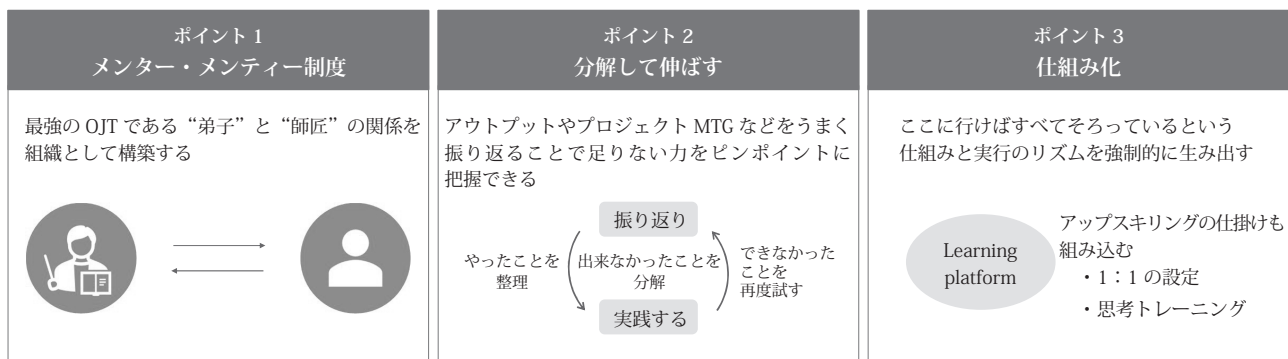 ポイント 1
メンター・メンティー制度
最強の OJT である“弟子”と“師匠”の関係を
組織として構築する
ポイント 2
分解して伸ばす
アウトプットやプロジェクト MTG などをうまく
振り返ることで足りない力をピンポイントに
把握できる
振り返り
やったことを
整理
出来なかったことを
分解
できなかった
ことを
再度試す
実践する
ポイント 3
仕組み化
ここに行けばすべてそろっているという
仕組みと実行のリズムを強制的に生み出す
Learning
platform
アップスキリングの仕掛けも
組み込む
・1：1 の設定
・思考トレーニング